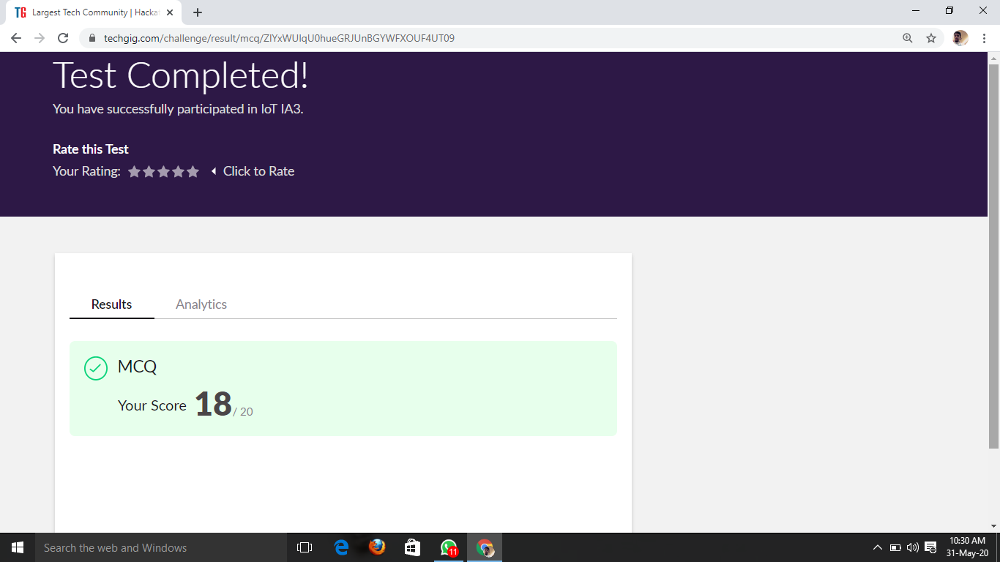 TG Largest Tech Community | Hacka
techgig.com/challenge/result/mcq/ZIYxWUIqU0hueGRJUnBGYWFXOUF4UT09
Test Completed!
You have successfully participated in IoT IA3.
Rate this Test
Your Rating: Click to Rate
Results Analytics
MCQ
Your Score 18 / 20
Search the web and Windows
11
10:30 AM
31-May-20